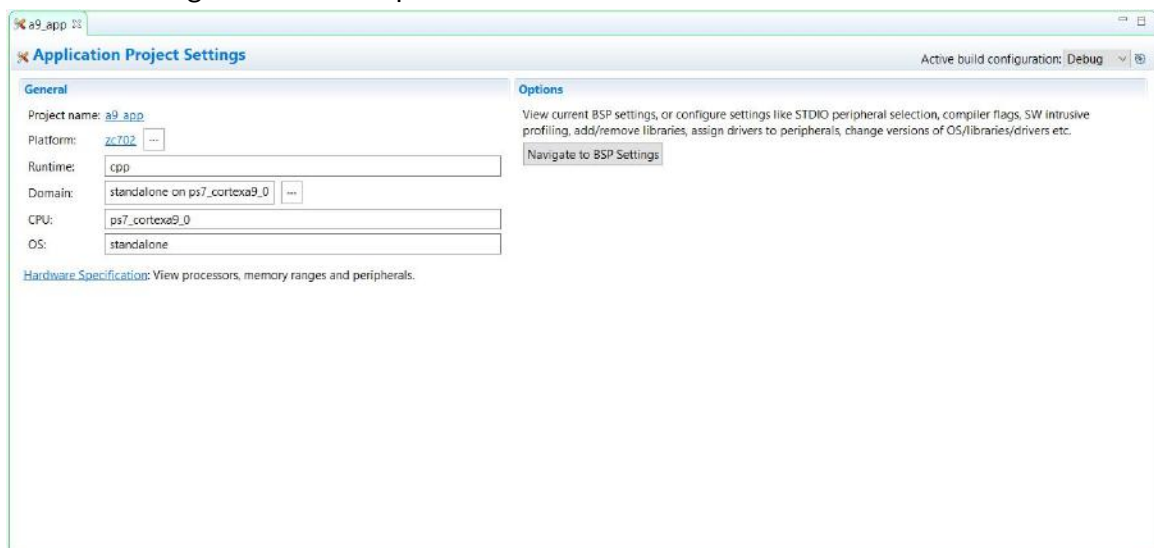 a9_app
Application Project Settings
Active build configuration: Debug
General
Project name: a9_app
Platform: zc702 ...
Runtime: cpp
Domain: standalone on ps7_cortexa9_0 ...
CPU: ps7_cortexa9_0
OS: standalone
Hardware Specification: View processors, memory ranges and peripherals.
Options
View current BSP settings, or configure settings like STDIO peripheral selection, compiler flags, SW intrusive
profiling, add/remove libraries, assign drivers to peripherals, change versions of OS/libraries/drivers etc.
Navigate to BSP Settings